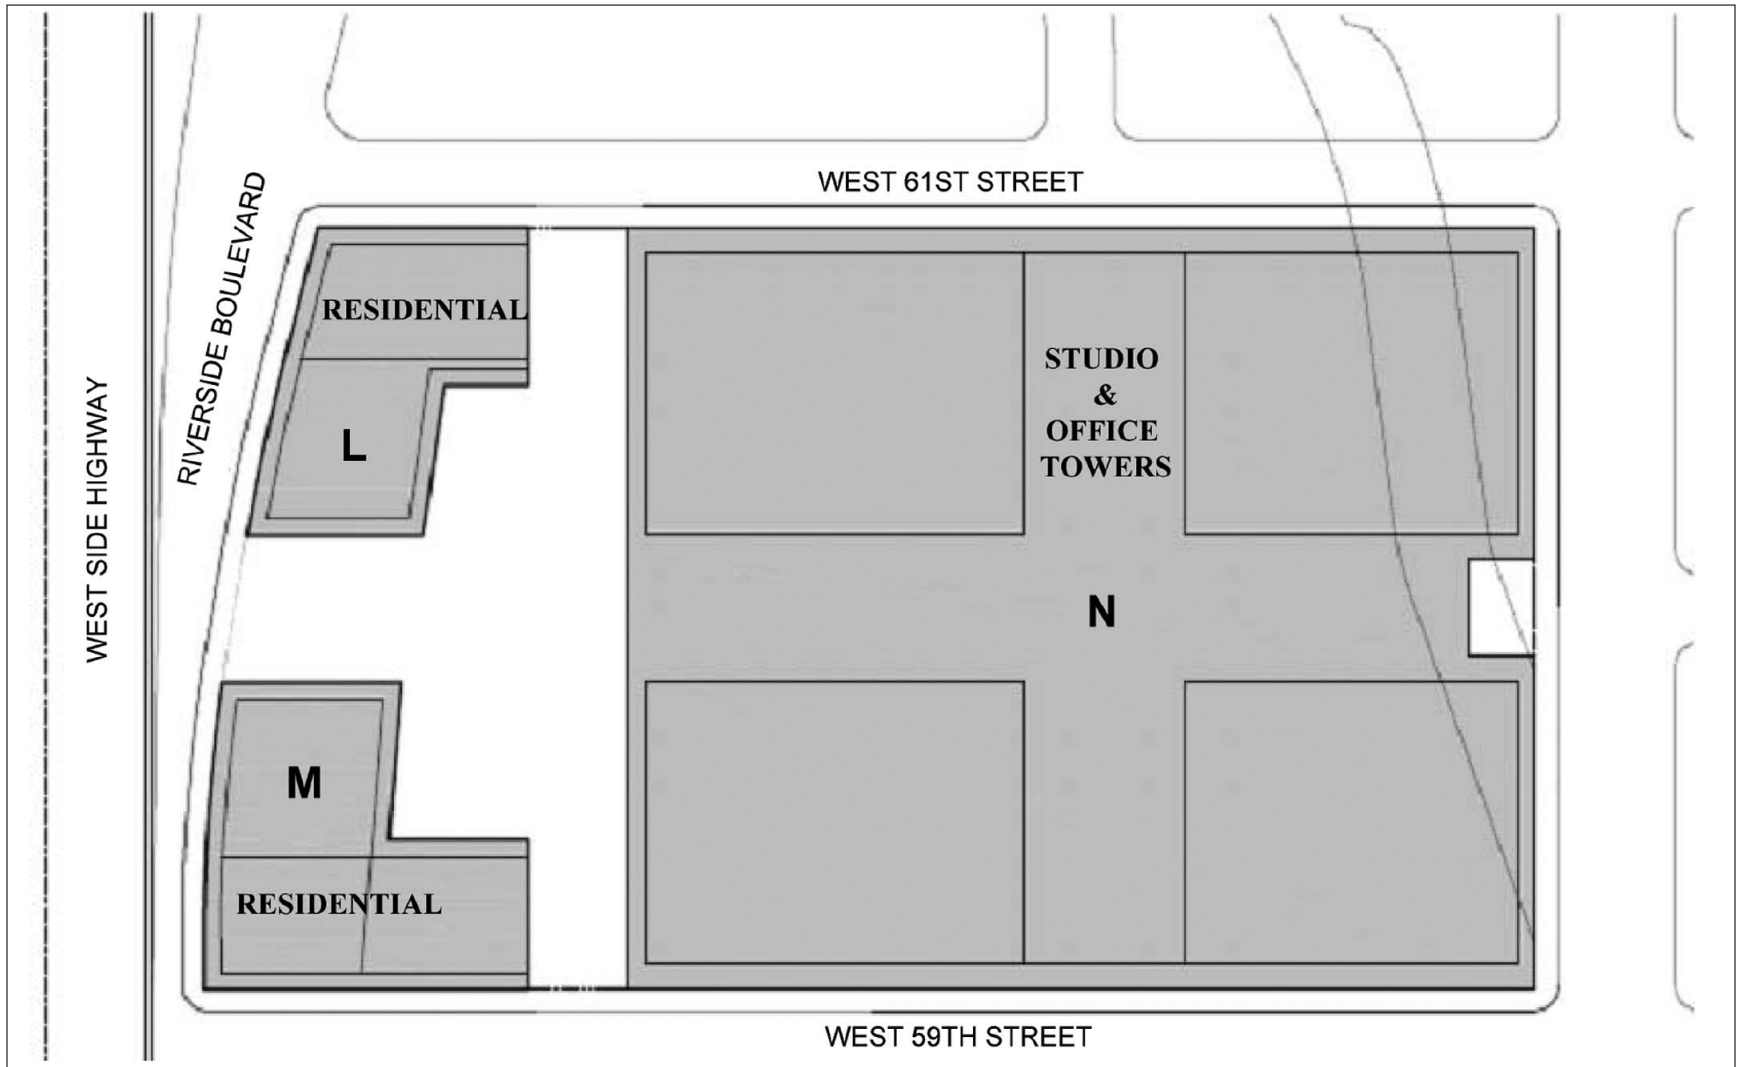 WEST 61ST STREET
RIVERSIDE BOULEVARD
WEST SIDE HIGHWAY
RESIDENTIAL
L
STUDIO
&
OFFICE
TOWERS
N
M
RESIDENTIAL
WEST 59TH STREET